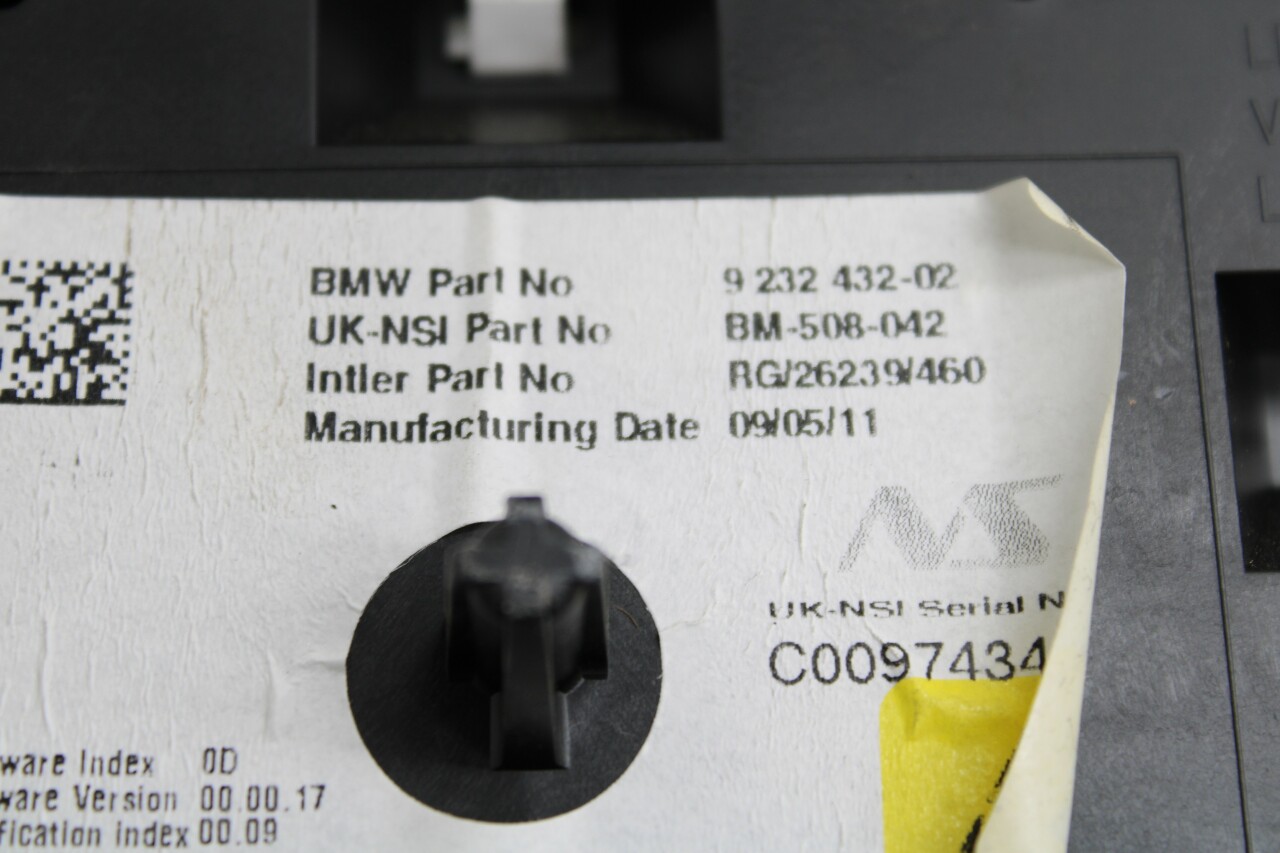 BMW Part No 9 232 432-02
UK-NSI Part No BM-508-042
Intier Part No RG/26239/460
Manufacturing Date 09/05/11
NS
UK-NSI Serial N
C0097434
ware Index 0D
ware Version 00.00.17
fication index 00.09